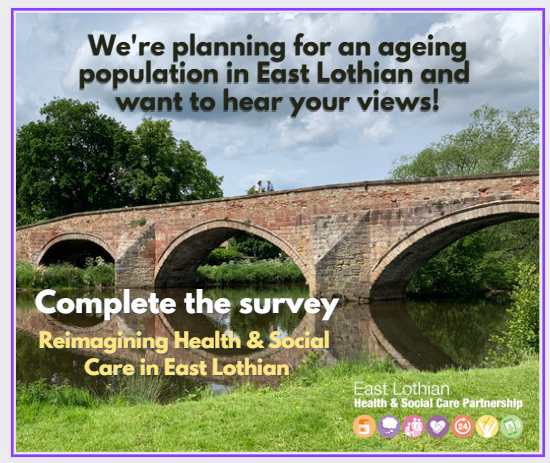 We're planning for an ageing
population in East Lothian and
want to hear your views!
Complete the survey
Reimagining Health & Social
Care in East Lothian
East Lothian
Health & Social Care Partnership
24